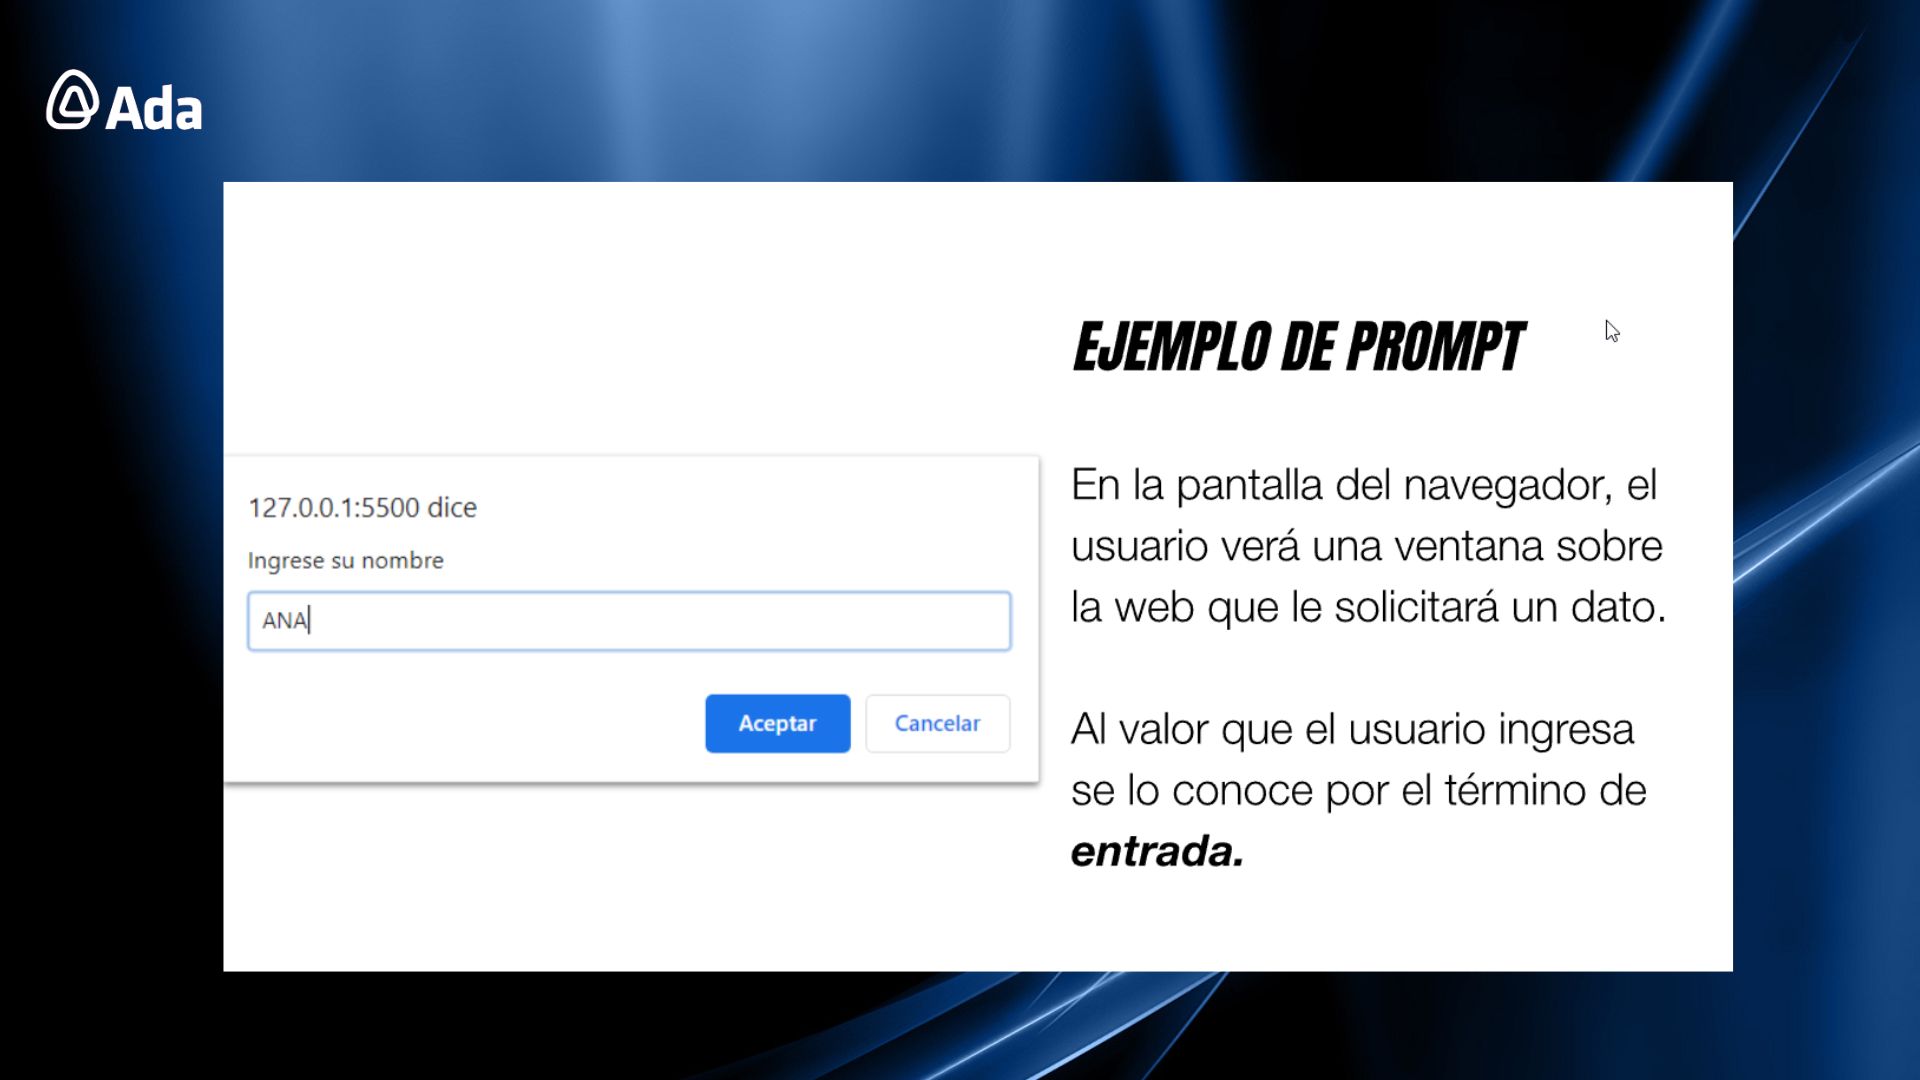 Ada
EJEMPLO DE PROMPT
127.0.0.1:5500 dice
Ingrese su nombre
ANA
Aceptar Cancelar
En la pantalla del navegador, el
usuario verá una ventana sobre
la web que le solicitará un dato.
Al valor que el usuario ingresa
se lo conoce por el término de
entrada.